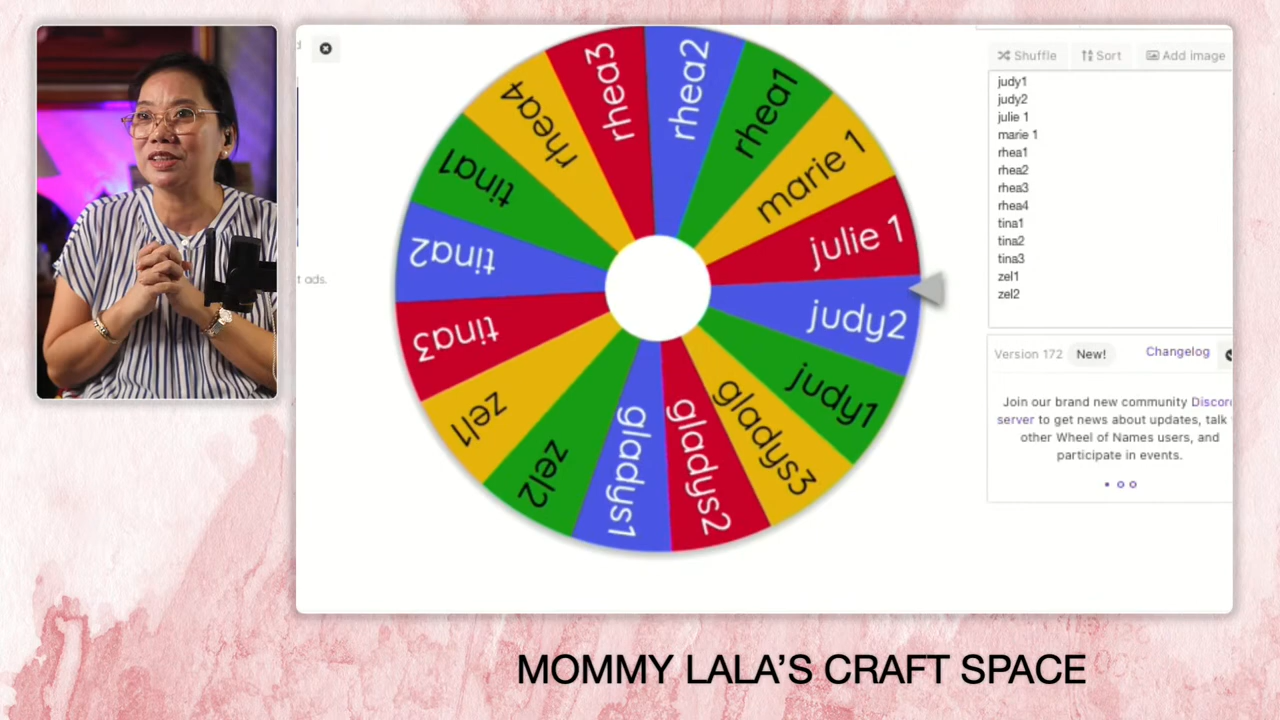 rhea3
rhea2
rhea4
rhea1
tina1
marie 1
tina2
julie 1
tina3
judy2
zel1
judy1
zel2
gladys1
gladys2
gladys3
t ads.
Shuffle
Sort
Add image
judy1
judy2
julie 1
marie 1
rhea1
rhea2
rhea3
rhea4
tina1
tina2
tina3
zel1
zel2
Version 172 New! Changelog
Join our brand new community Discor
server to get news about updates, talk
other Wheel of Names users, and
participate in events.
MOMMY LALA'S CRAFT SPACE